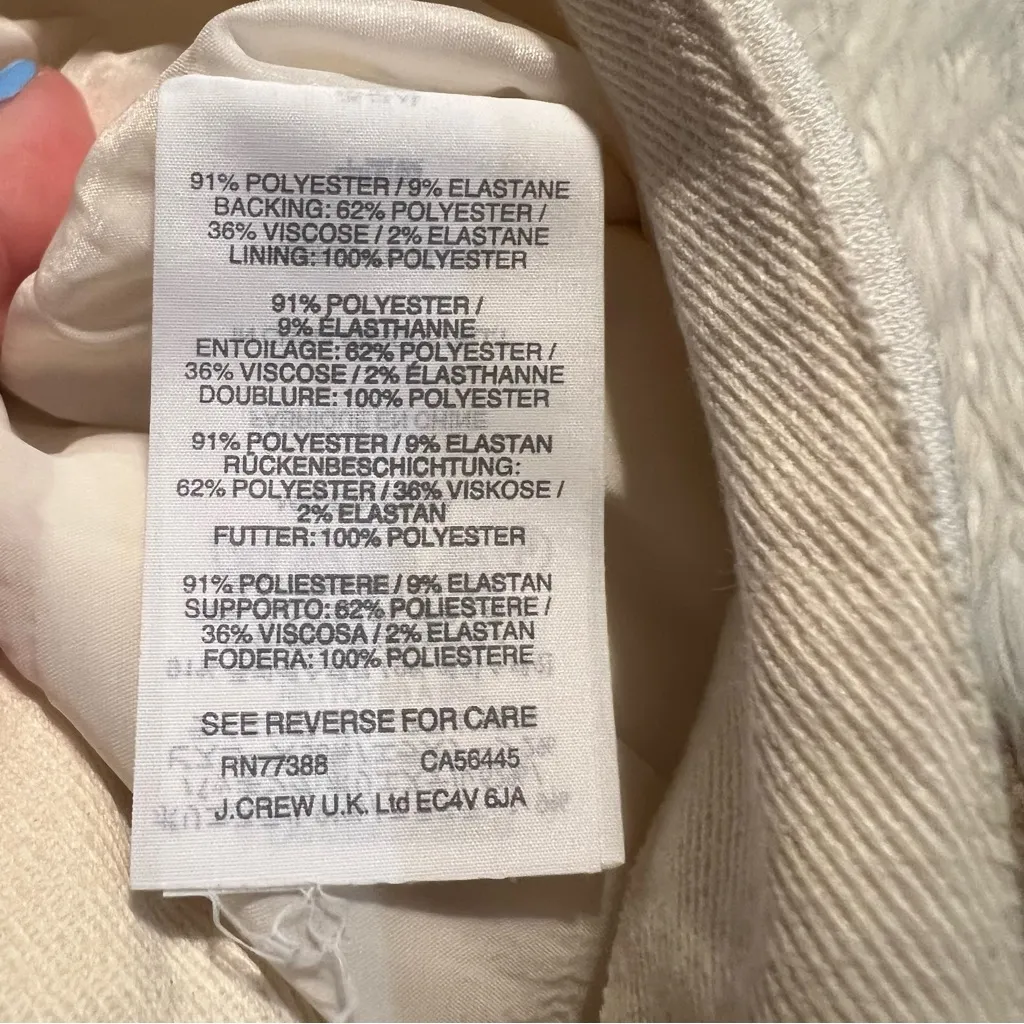 91% POLYESTER / 9% ELASTANE
BACKING: 62% POLYESTER /
36% VISCOSE / 2% ELASTANE
LINING: 100% POLYESTER
91% POLYESTER /
9% ÉLASTHANNE
ENTOILAGE: 62% POLYESTER /
36% VISCOSE / 2% ÉLASTHANNE
DOUBLURE: 100% POLYESTER
91% POLYESTER / 9% ELASTAN
RÜCKENBESCHICHTUNG:
62% POLYESTER / 36% VISKOSE /
2% ELASTAN
FUTTER: 100% POLYESTER
91% POLIESTERE / 9% ELASTAN
SUPPORTO: 62% POLIESTERE /
36% VISCOSA / 2% ELASTAN
FODERA: 100% POLIESTERE
SEE REVERSE FOR CARE
RN77388 CA56445
J.CREW U.K. Ltd EC4V 6JA